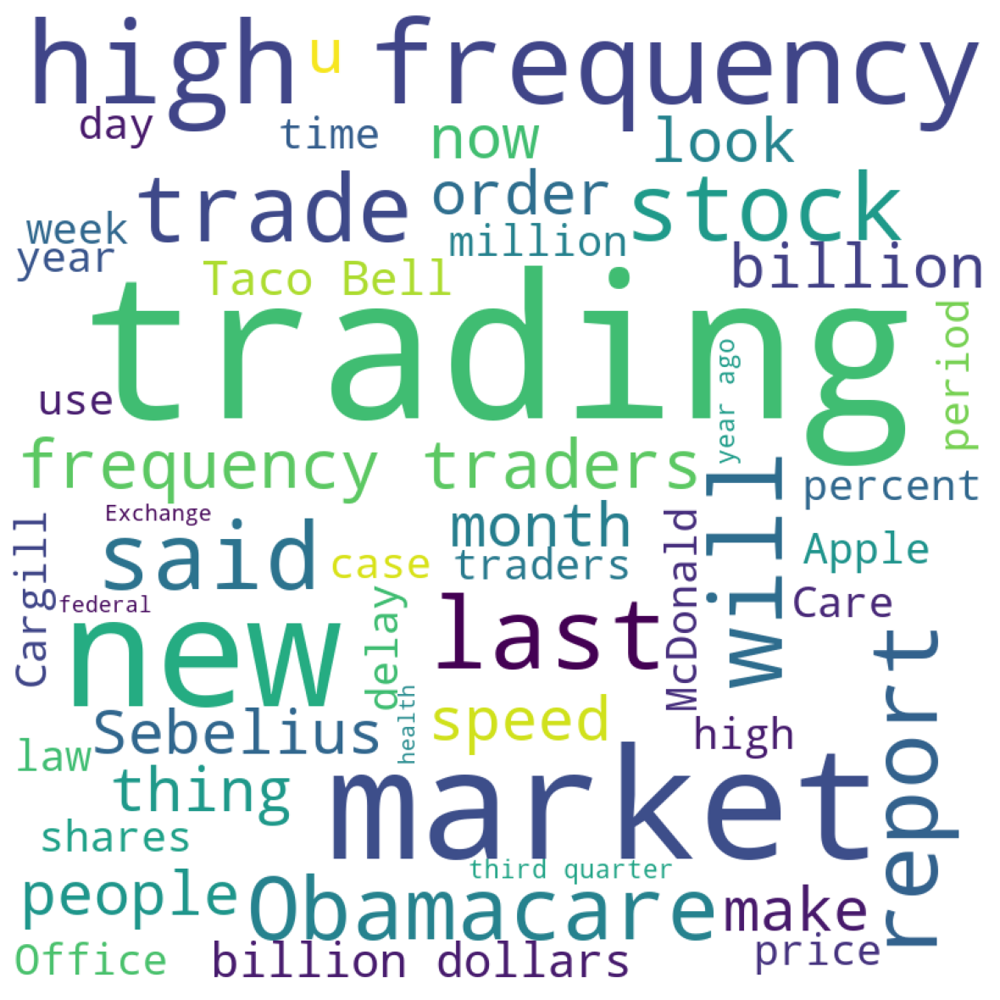 high frequency
u
day
time
now
look
trade
order
stock
week
million
year
billion
Taco Bell
trading
period
year ago
use
frequency traders
will
percent
Exchange
month
said
case
traders
McDonald
Apple
Cargill
federal
Care
new
delay
last
report
health
speed
Sebelius
high
law
thing
market
shares
third quarter
people
Obamacare
make
Office
billion dollars
price